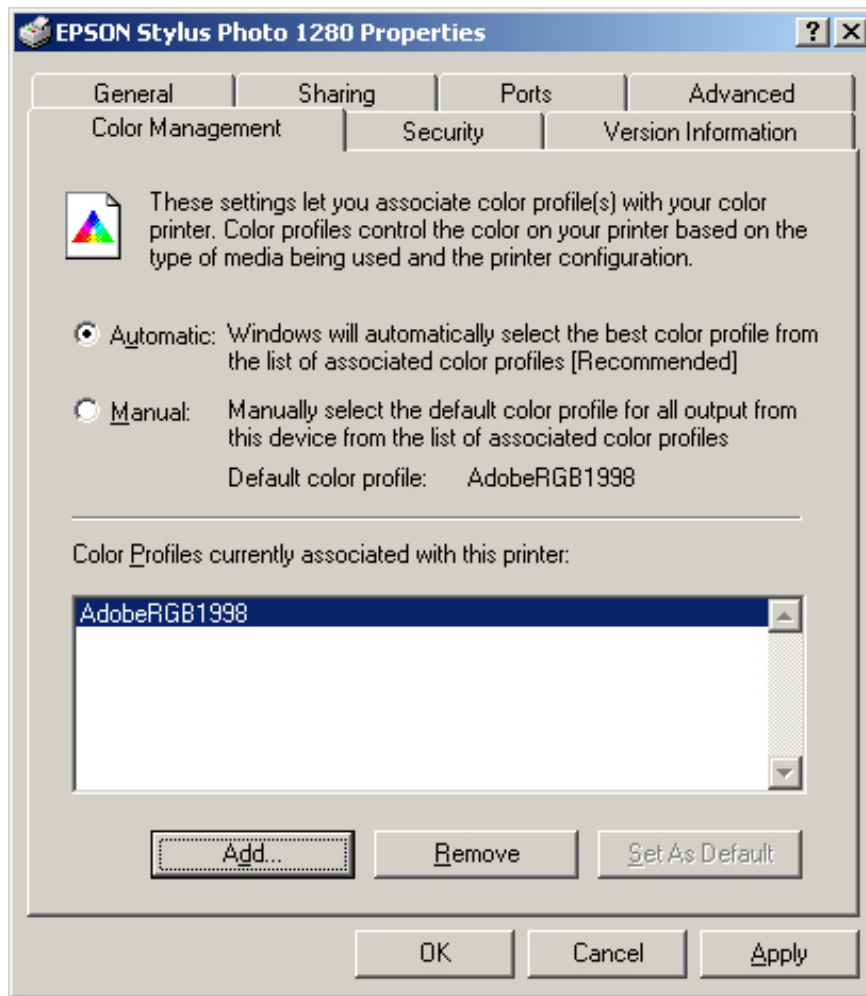 EPSON Stylus Photo 1280 Properties
General Sharing Ports Advanced
Color Management Security Version Information
These settings let you associate color profile(s) with your color
printer. Color profiles control the color on your printer based on the
type of media being used and the printer configuration.
Automatic: Windows will automatically select the best color profile from
the list of associated color profiles [Recommended]
Manual: Manually select the default color profile for all output from
this device from the list of associated color profiles
Default color profile: AdobeRGB1998
Color Profiles currently associated with this printer:
AdobeRGB1998
Add... Remove Set As Default
OK Cancel Apply